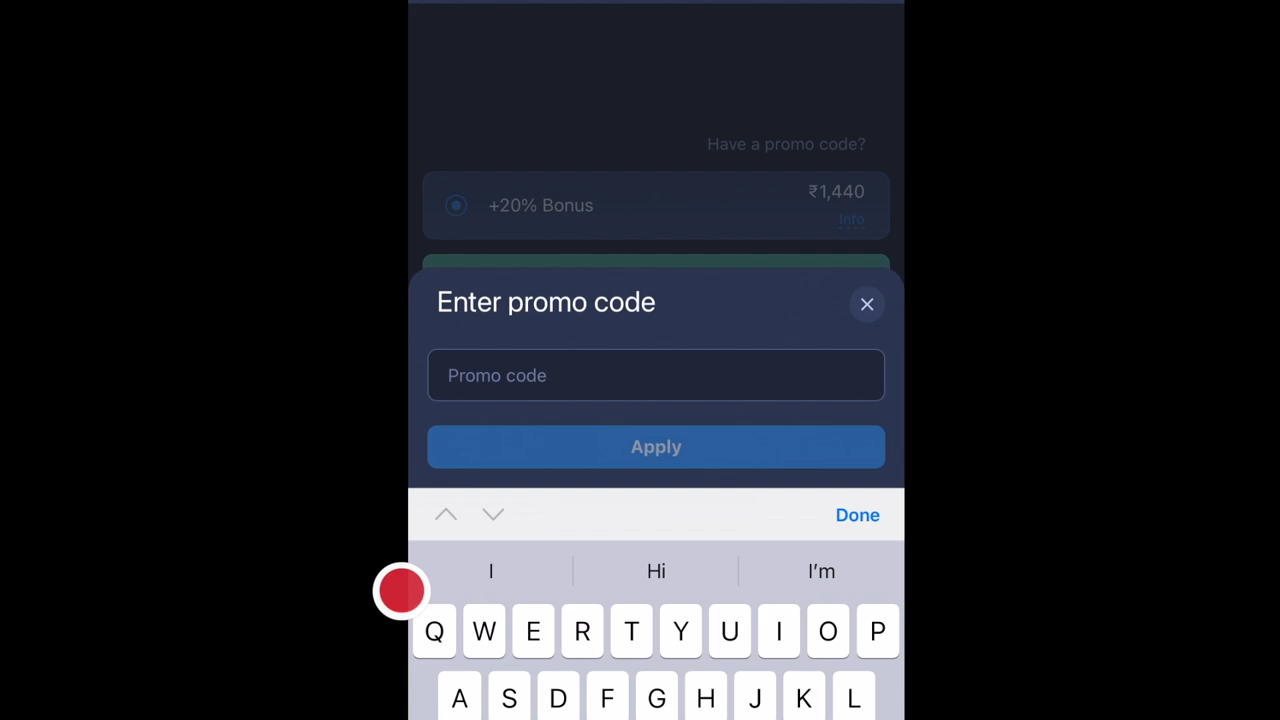 Have a promo code?
+20% Bonus
₹1,440
Info
Enter promo code
Promo code
Apply
Done
I Hi I’m
Q W E R T Y U I O P
A S D F G H J K L